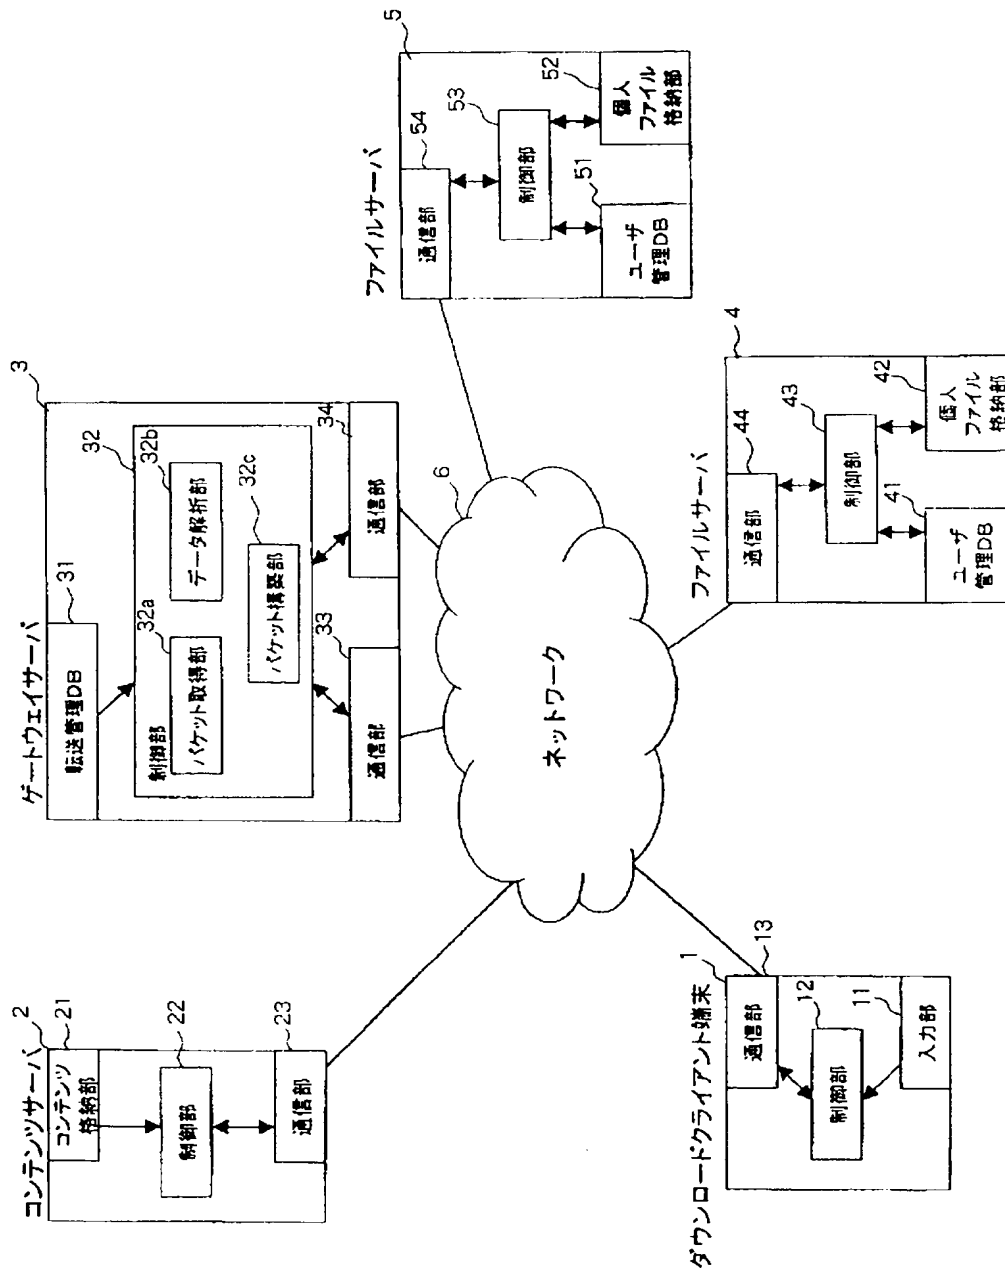 コンテンツサーバ
2
21
コンテンツ
格納部
22
制御部
23
通信部
ゲートウェイサーバ
3
31
転送管理DB
32
制御部
32a
パケット取得部
32b
データ解析部
32c
パケット構築部
33
通信部
34
通信部
ネットワーク
6
ダウンロードクライアント端末
1
13
通信部
12
制御部
11
入力部
ファイルサーバ
4
44
通信部
43
制御部
41
ユーザ
管理DB
42
個人
ファイル
格納部
ファイルサーバ
5
54
通信部
53
制御部
51
ユーザ
管理DB
52
個人
ファイル
格納部